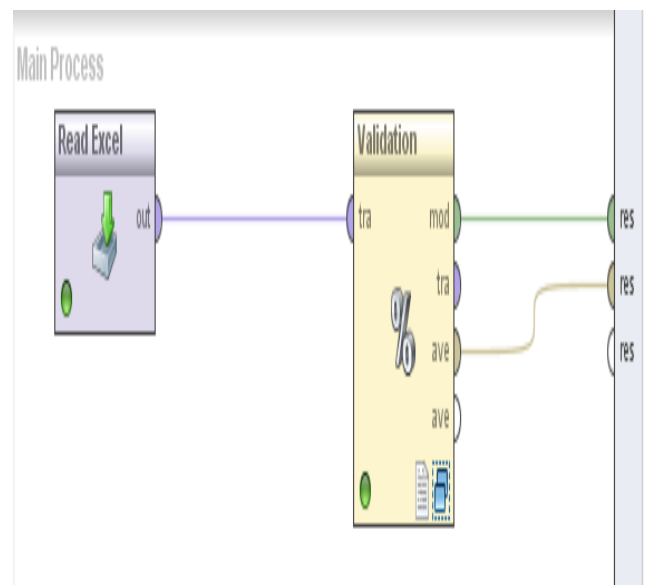 Main Process
Read Excel
Validation
out
tra
mod
res
tra
res
ave
res
ave
%